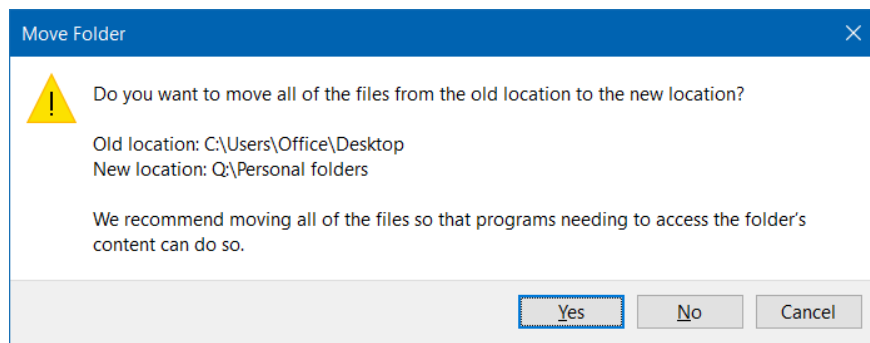 Move Folder
Do you want to move all of the files from the old location to the new location?
Old location: C:\Users\Office\Desktop
New location: Q:\Personal folders
We recommend moving all of the files so that programs needing to access the folder's
content can do so.
Yes No Cancel